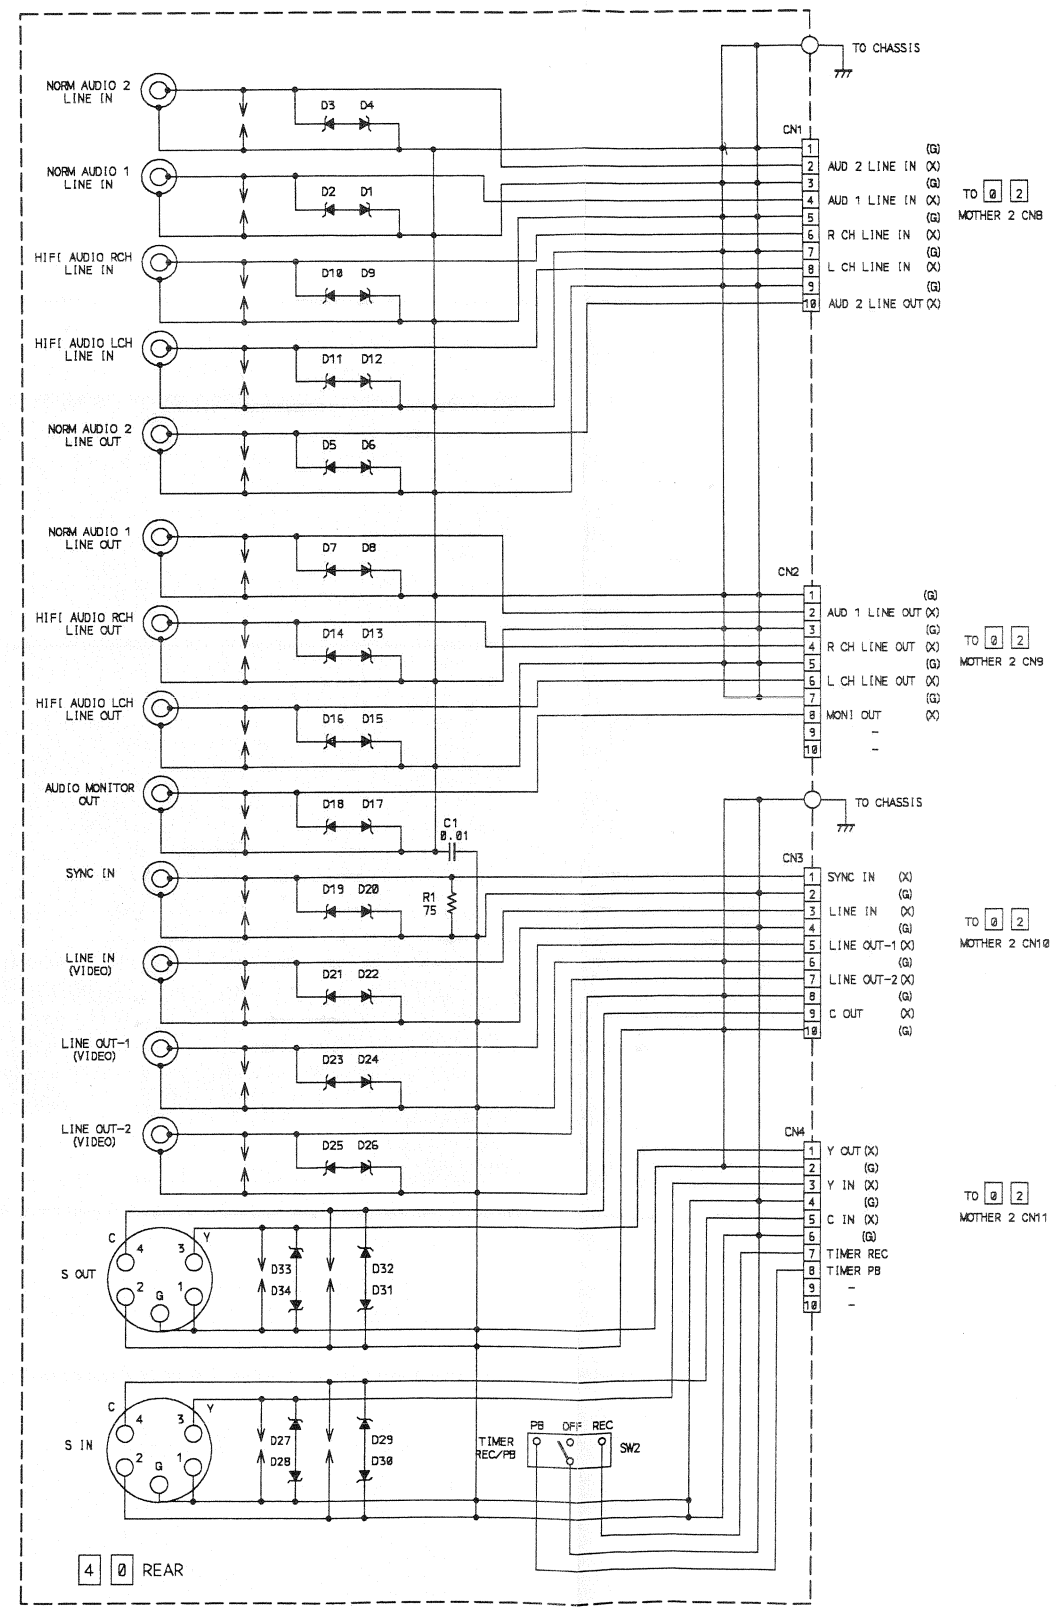 TO CHASSIS
NORM AUDIO 2
LINE IN
D3 D4
CN1
1 (G)
2 AUD 2 LINE IN (X)
3 (G)
4 AUD 1 LINE IN (X)
5 (G)
6 R CH LINE IN (X)
7 (G)
8 L CH LINE IN (X)
9 (G)
10 AUD 2 LINE OUT (X)
TO 0 2
MOTHER 2 CN8
NORM AUDIO 1
LINE IN
D2 D1
HIFI AUDIO RCH
LINE IN
D10 D9
HIFI AUDIO LCH
LINE IN
D11 D12
NORM AUDIO 2
LINE OUT
D5 D6
NORM AUDIO 1
LINE OUT
D7 D8
CN2
1 (G)
2 AUD 1 LINE OUT (X)
3 (G)
4 R CH LINE OUT (X)
5 (G)
6 L CH LINE OUT (X)
7 (G)
8 MONI OUT (X)
9 -
10 -
TO 0 2
MOTHER 2 CN9
HIFI AUDIO RCH
LINE OUT
D14 D13
HIFI AUDIO LCH
LINE OUT
D16 D15
AUDIO MONITOR
OUT
D18 D17
C1
0.01
TO CHASSIS
SYNC IN
D19 D20
R1
75
CN3
1 SYNC IN (X)
2 (G)
3 LINE IN (X)
4 (G)
5 LINE OUT-1 (X)
6 (G)
7 LINE OUT-2 (X)
8 (G)
9 C OUT (X)
10 (G)
TO 0 2
MOTHER 2 CN10
LINE IN
(VIDEO)
D21 D22
LINE OUT-1
(VIDEO)
D23 D24
LINE OUT-2
(VIDEO)
D25 D26
CN4
1 Y OUT (X)
2 (G)
3 Y IN (X)
4 (G)
5 C IN (X)
6 (G)
7 TIMER REC
8 TIMER PB
9 -
10 -
TO 0 2
MOTHER 2 CN11
S OUT
C 4 3 Y
2 G 1
D33 D32
D34 D31
S IN
C 4 3 Y
2 G 1
D27 D29
D28 D30
TIMER
REC/PB
PB OFF REC
SW2
4 0 REAR